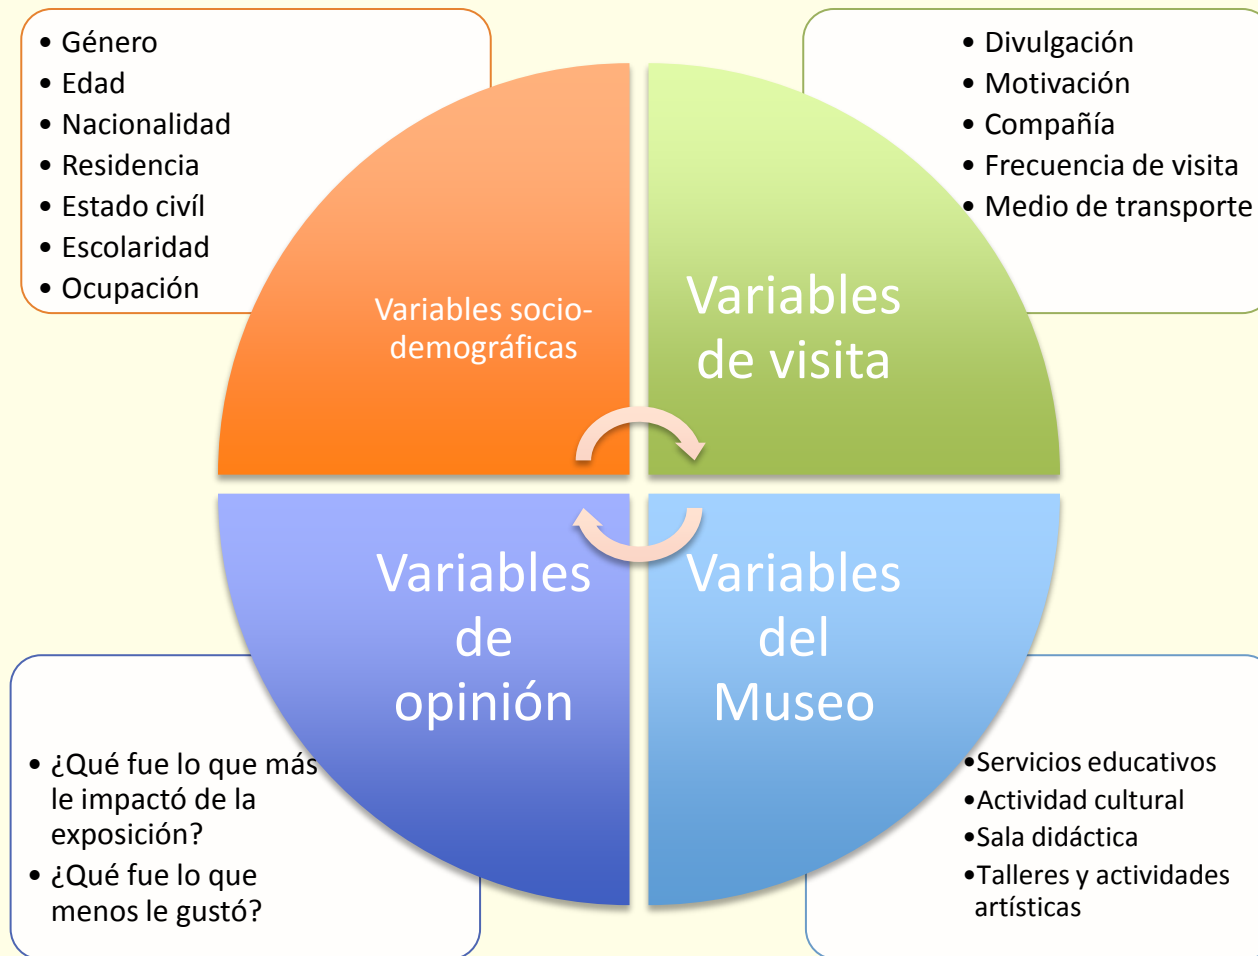 • Género
• Edad
• Nacionalidad
• Residencia
• Estado civíl
• Escolaridad
• Ocupación
• Divulgación
• Motivación
• Compañía
• Frecuencia de visita
• Medio de transporte
Variables socio-
demográficas
Variables
de visita
Variables
de
opinión
Variables
del
Museo
• ¿Qué fue lo que más
le impactó de la
exposición?
• ¿Qué fue lo que
menos le gustó?
•Servicios educativos
•Actividad cultural
•Sala didáctica
•Talleres y actividades
artísticas